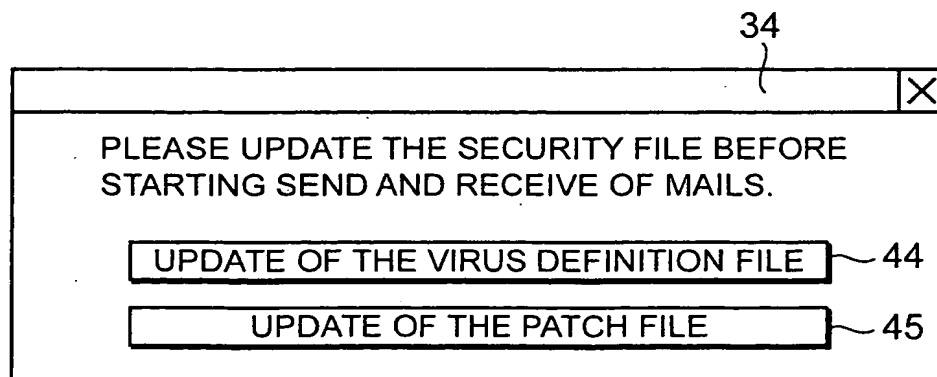 34
PLEASE UPDATE THE SECURITY FILE BEFORE
STARTING SEND AND RECEIVE OF MAILS.
UPDATE OF THE VIRUS DEFINITION FILE 44
UPDATE OF THE PATCH FILE 45